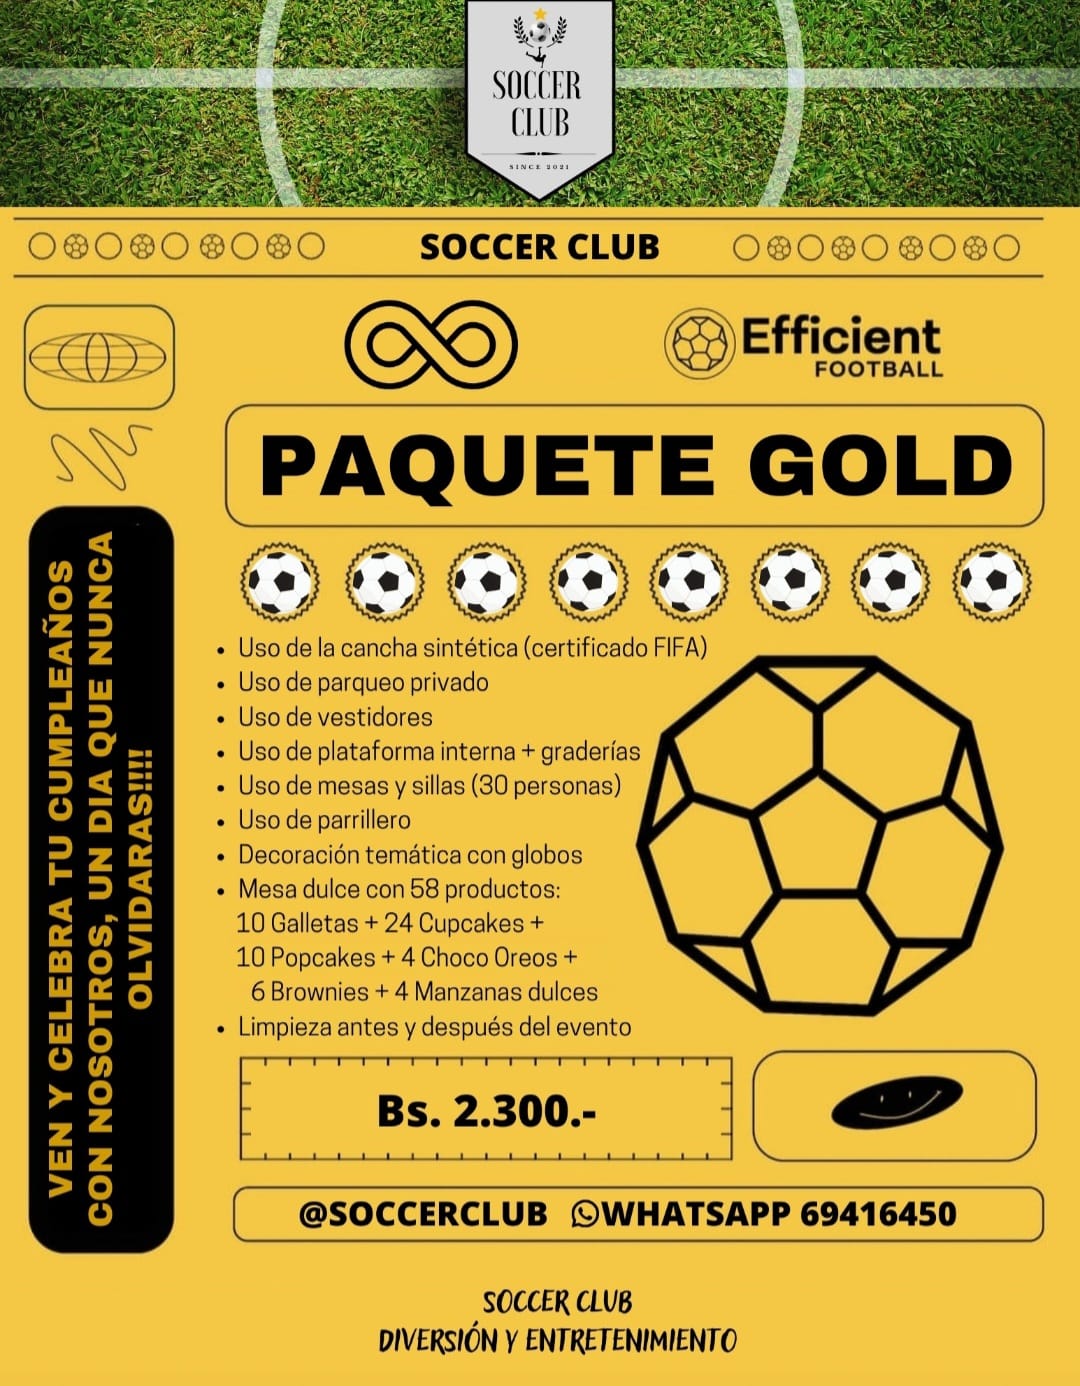 SOCCER
CLUB
SINCE 2021
SOCCER CLUB
Efficient
FOOTBALL
PAQUETE GOLD
VEN Y CELEBRA TU CUMPLEAÑOS
CON NOSOTROS, UN DIA QUE NUNCA
OLVIDARAS!!!!
• Uso de la cancha sintética (certificado FIFA)
• Uso de parqueo privado
• Uso de vestidores
• Uso de plataforma interna + graderías
• Uso de mesas y sillas (30 personas)
• Uso de parrillero
• Decoración temática con globos
• Mesa dulce con 58 productos:
10 Galletas + 24 Cupcakes +
10 Popcakes + 4 Choco Oreos +
6 Brownies + 4 Manzanas dulces
• Limpieza antes y después del evento
Bs. 2.300.-
@SOCCERCLUB WHATSAPP 69416450
SOCCER CLUB
DIVERSIÓN Y ENTRETENIMIENTO